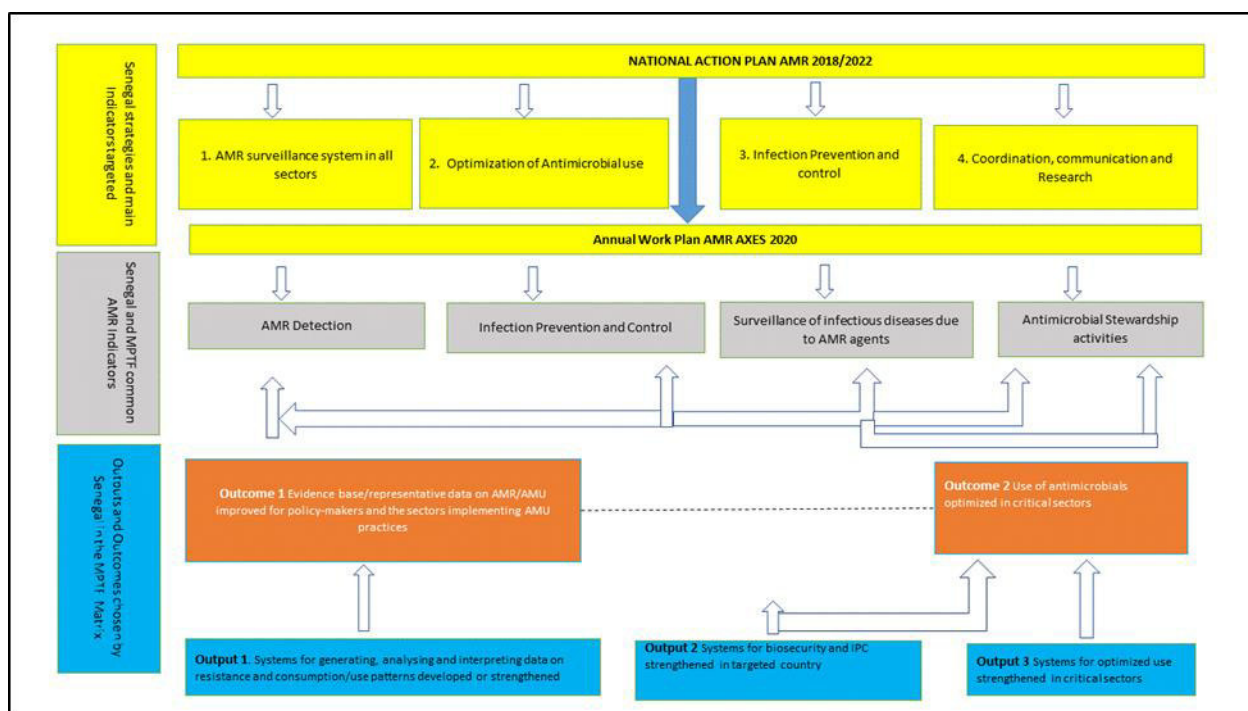 Senegal strategies and main
Indicators targeted
NATIONAL ACTION PLAN AMR 2018/2022
1. AMR surveillance system in all
sectors
2. Optimization of Antimicrobial use
3. Infection Prevention and
control
4. Coordination, communication and
Research
Annual Work Plan AMR AXES 2020
Senegal and MPTF common
AMR Indicators
AMR Detection
Infection Prevention and Control
Surveillance of infectious diseases due
to AMR agents
Antimicrobial Stewardship
activities
Outouts and Outcomes chosen by
Senegal in the MPTF Matrix
Outcome 1 Evidence base/representative data on AMR/AMU
improved for policy-makers and the sectors implementing AMU
practices
Outcome 2 Use of antimicrobials
optimized in critical sectors
Output 1. Systems for generating, analysing and interpreting data on
resistance and consumption/use patterns developed or strengthened
Output 2 Systems for biosecurity and IPC
strengthened in targeted country
Output 3 Systems for optimized use
strengthened in critical sectors